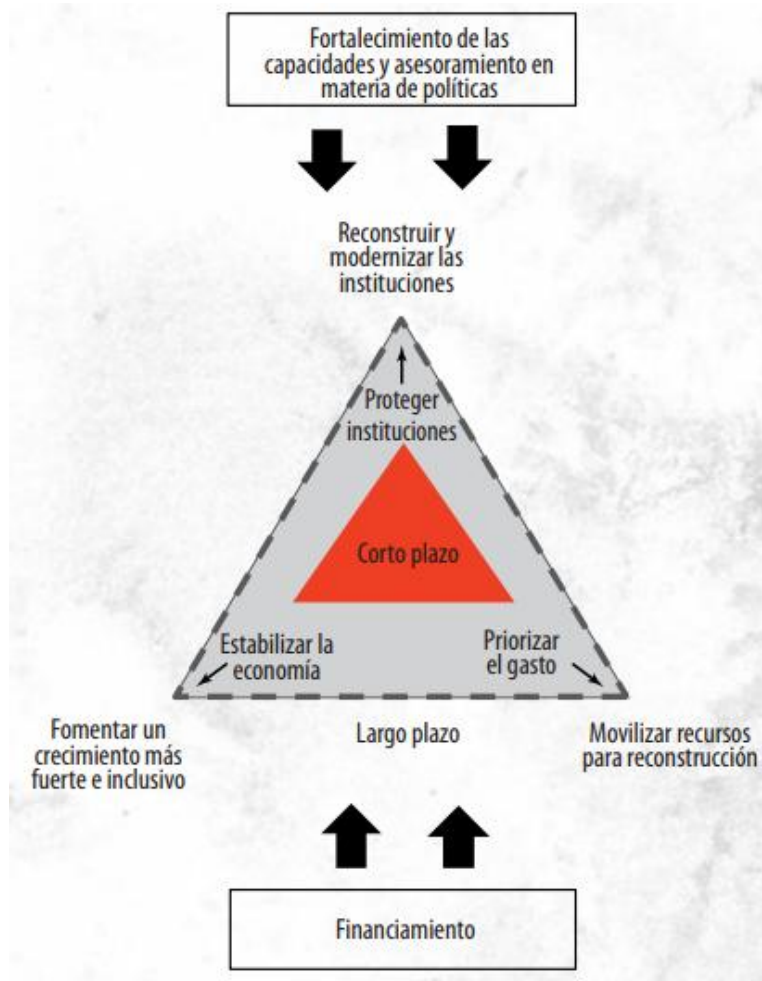 Fortalecimiento de las
capacidades y asesoramiento en
materia de políticas
Reconstruir y
modernizar las
instituciones
Proteger
instituciones
Corto plazo
Estabilizar la
economía
Priorizar
el gasto
Fomentar un
crecimiento más
fuerte e inclusivo
Largo plazo
Movilizar recursos
para reconstrucción
Financiamiento